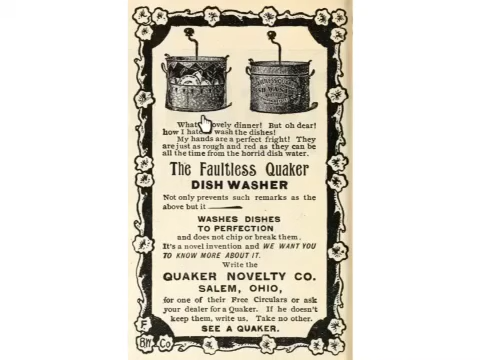 What lovely dinner! But oh dear!
how I hate wash the dishes!
My hands are a perfect fright! They
are just as rough and red as they can be
all the time from the horrid dish water.
The Faultless Quaker
DISH WASHER
Not only prevents such remarks as the
above but it
WASHES DISHES
TO PERFECTION
and does not chip or break them.
It's a novel invention and WE WANT YOU
TO KNOW MORE ABOUT IT.
Write the
QUAKER NOVELTY CO.
SALEM, OHIO,
for one of their Free Circulars or ask
your dealer for a Quaker. If he doesn't
keep them, write us. Take no other.
SEE A QUAKER.